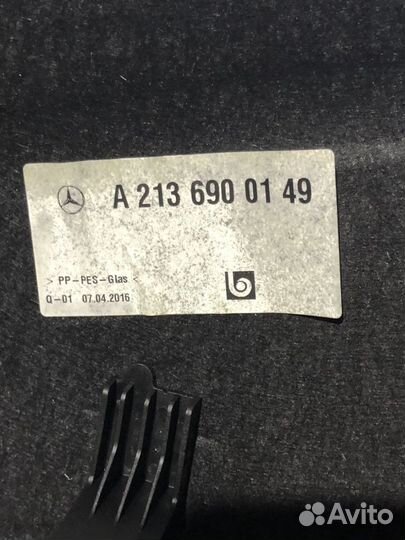 A 213 690 01 49
> PP-PES-Glas <
Q-01 07.04.2016
Avito